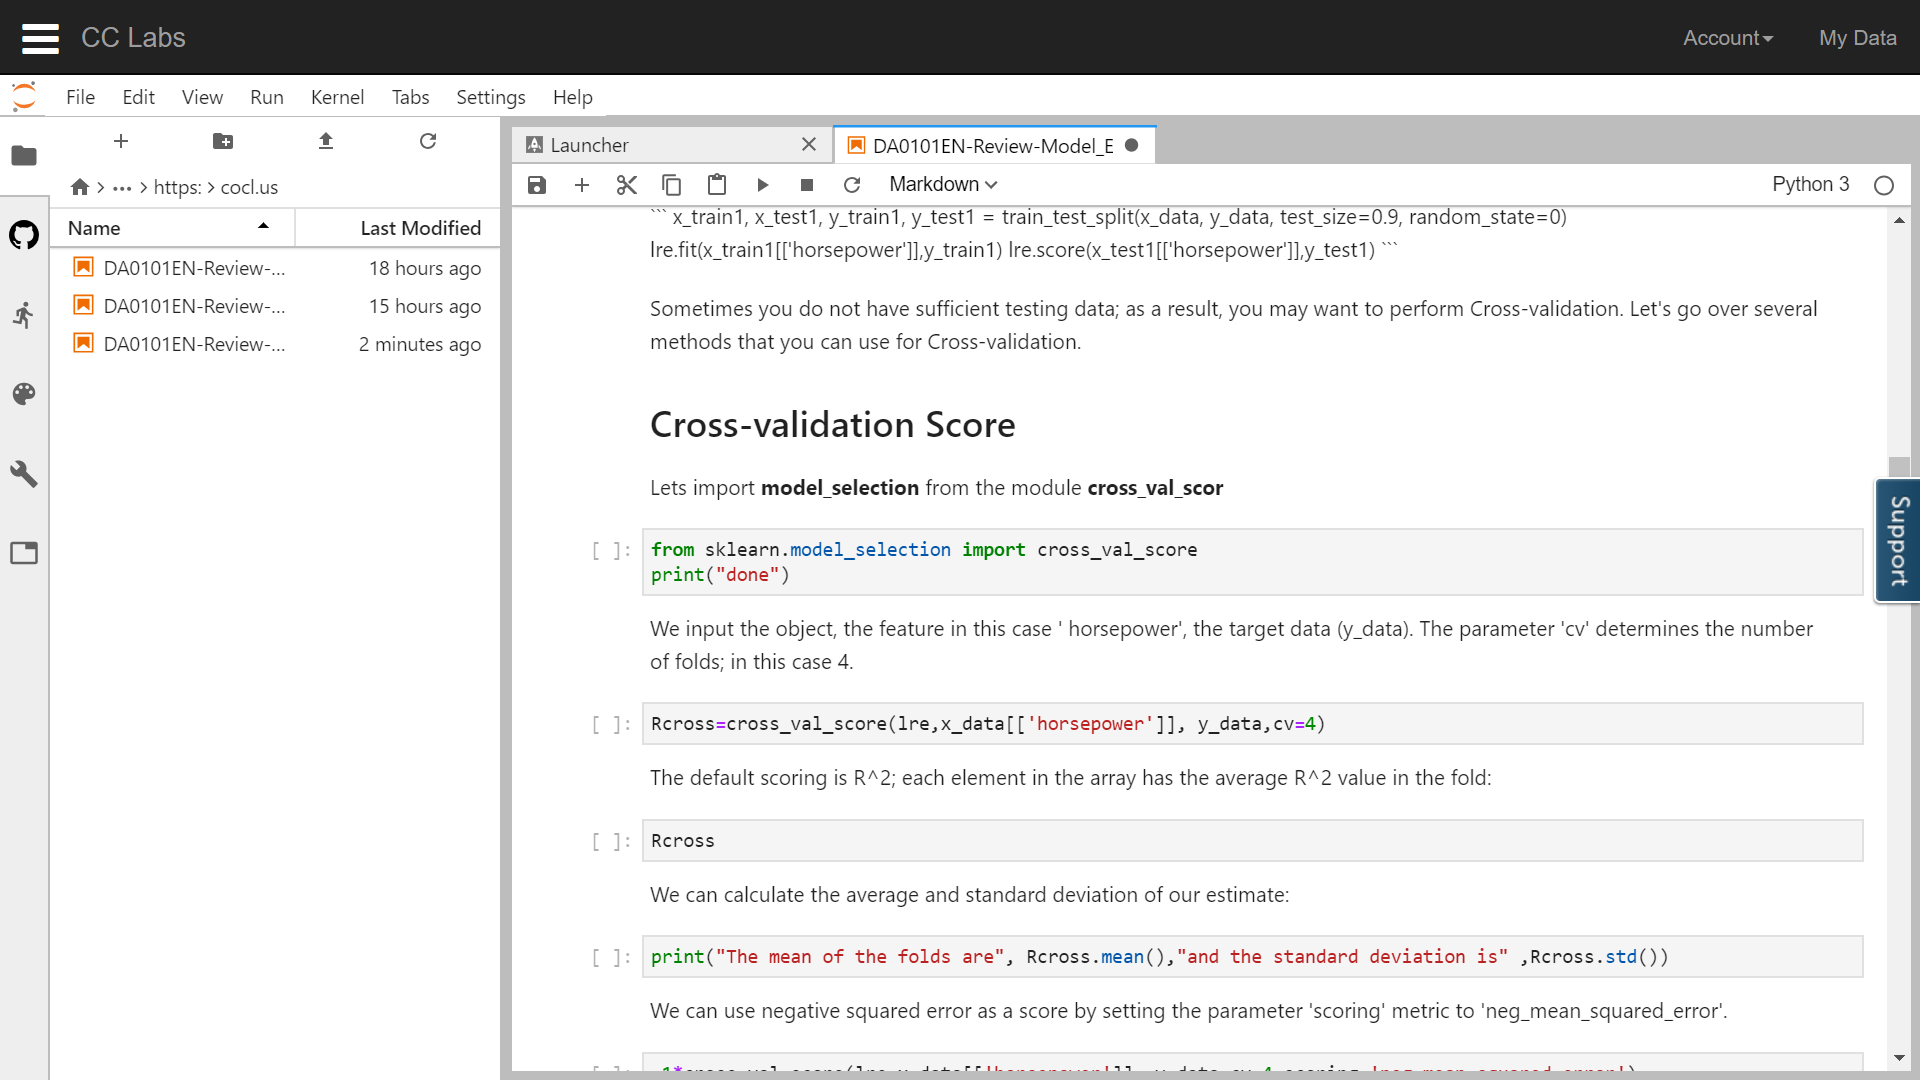 CC Labs
Account
My Data
File Edit View Run Kernel Tabs Settings Help
… https: cocl.us
Name Last Modified
DA0101EN-Review-... 18 hours ago
DA0101EN-Review-... 15 hours ago
DA0101EN-Review-... 2 minutes ago
Launcher
DA0101EN-Review-Model_E
Markdown
Python 3
``` x_train1, x_test1, y_train1, y_test1 = train_test_split(x_data, y_data, test_size=0.9, random_state=0)
lre.fit(x_train1[['horsepower']],y_train1) lre.score(x_test1[['horsepower']],y_test1) ```
Sometimes you do not have sufficient testing data; as a result, you may want to perform Cross-validation. Let's go over several
methods that you can use for Cross-validation.
Cross-validation Score
Lets import model_selection from the module cross_val_scor
[ ]: from sklearn.model_selection import cross_val_score
print("done")
We input the object, the feature in this case ' horsepower', the target data (y_data). The parameter 'cv' determines the number
of folds; in this case 4.
[ ]: Rcross=cross_val_score(lre,x_data[['horsepower']], y_data,cv=4)
The default scoring is R^2; each element in the array has the average R^2 value in the fold:
[ ]: Rcross
We can calculate the average and standard deviation of our estimate:
[ ]: print("The mean of the folds are", Rcross.mean(),"and the standard deviation is" ,Rcross.std())
We can use negative squared error as a score by setting the parameter 'scoring' metric to 'neg_mean_squared_error'.
[ ]: -1*cross_val_score(lre,x_data[['horsepower']], y_data,cv=4,scoring='neg_mean_squared_error')
Support